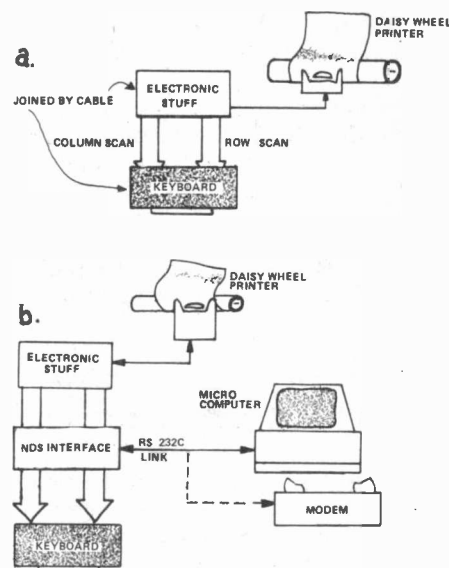 a.
DAISY WHEEL
PRINTER
ELECTRONIC
STUFF
JOINED BY CABLE
COLUMN SCAN
ROW SCAN
KEYBOARD
b.
DAISY WHEEL
PRINTER
ELECTRONIC
STUFF
MICRO
COMPUTER
NDS INTERFACE
RS 232C
LINK
MODEM
KEYBOARD